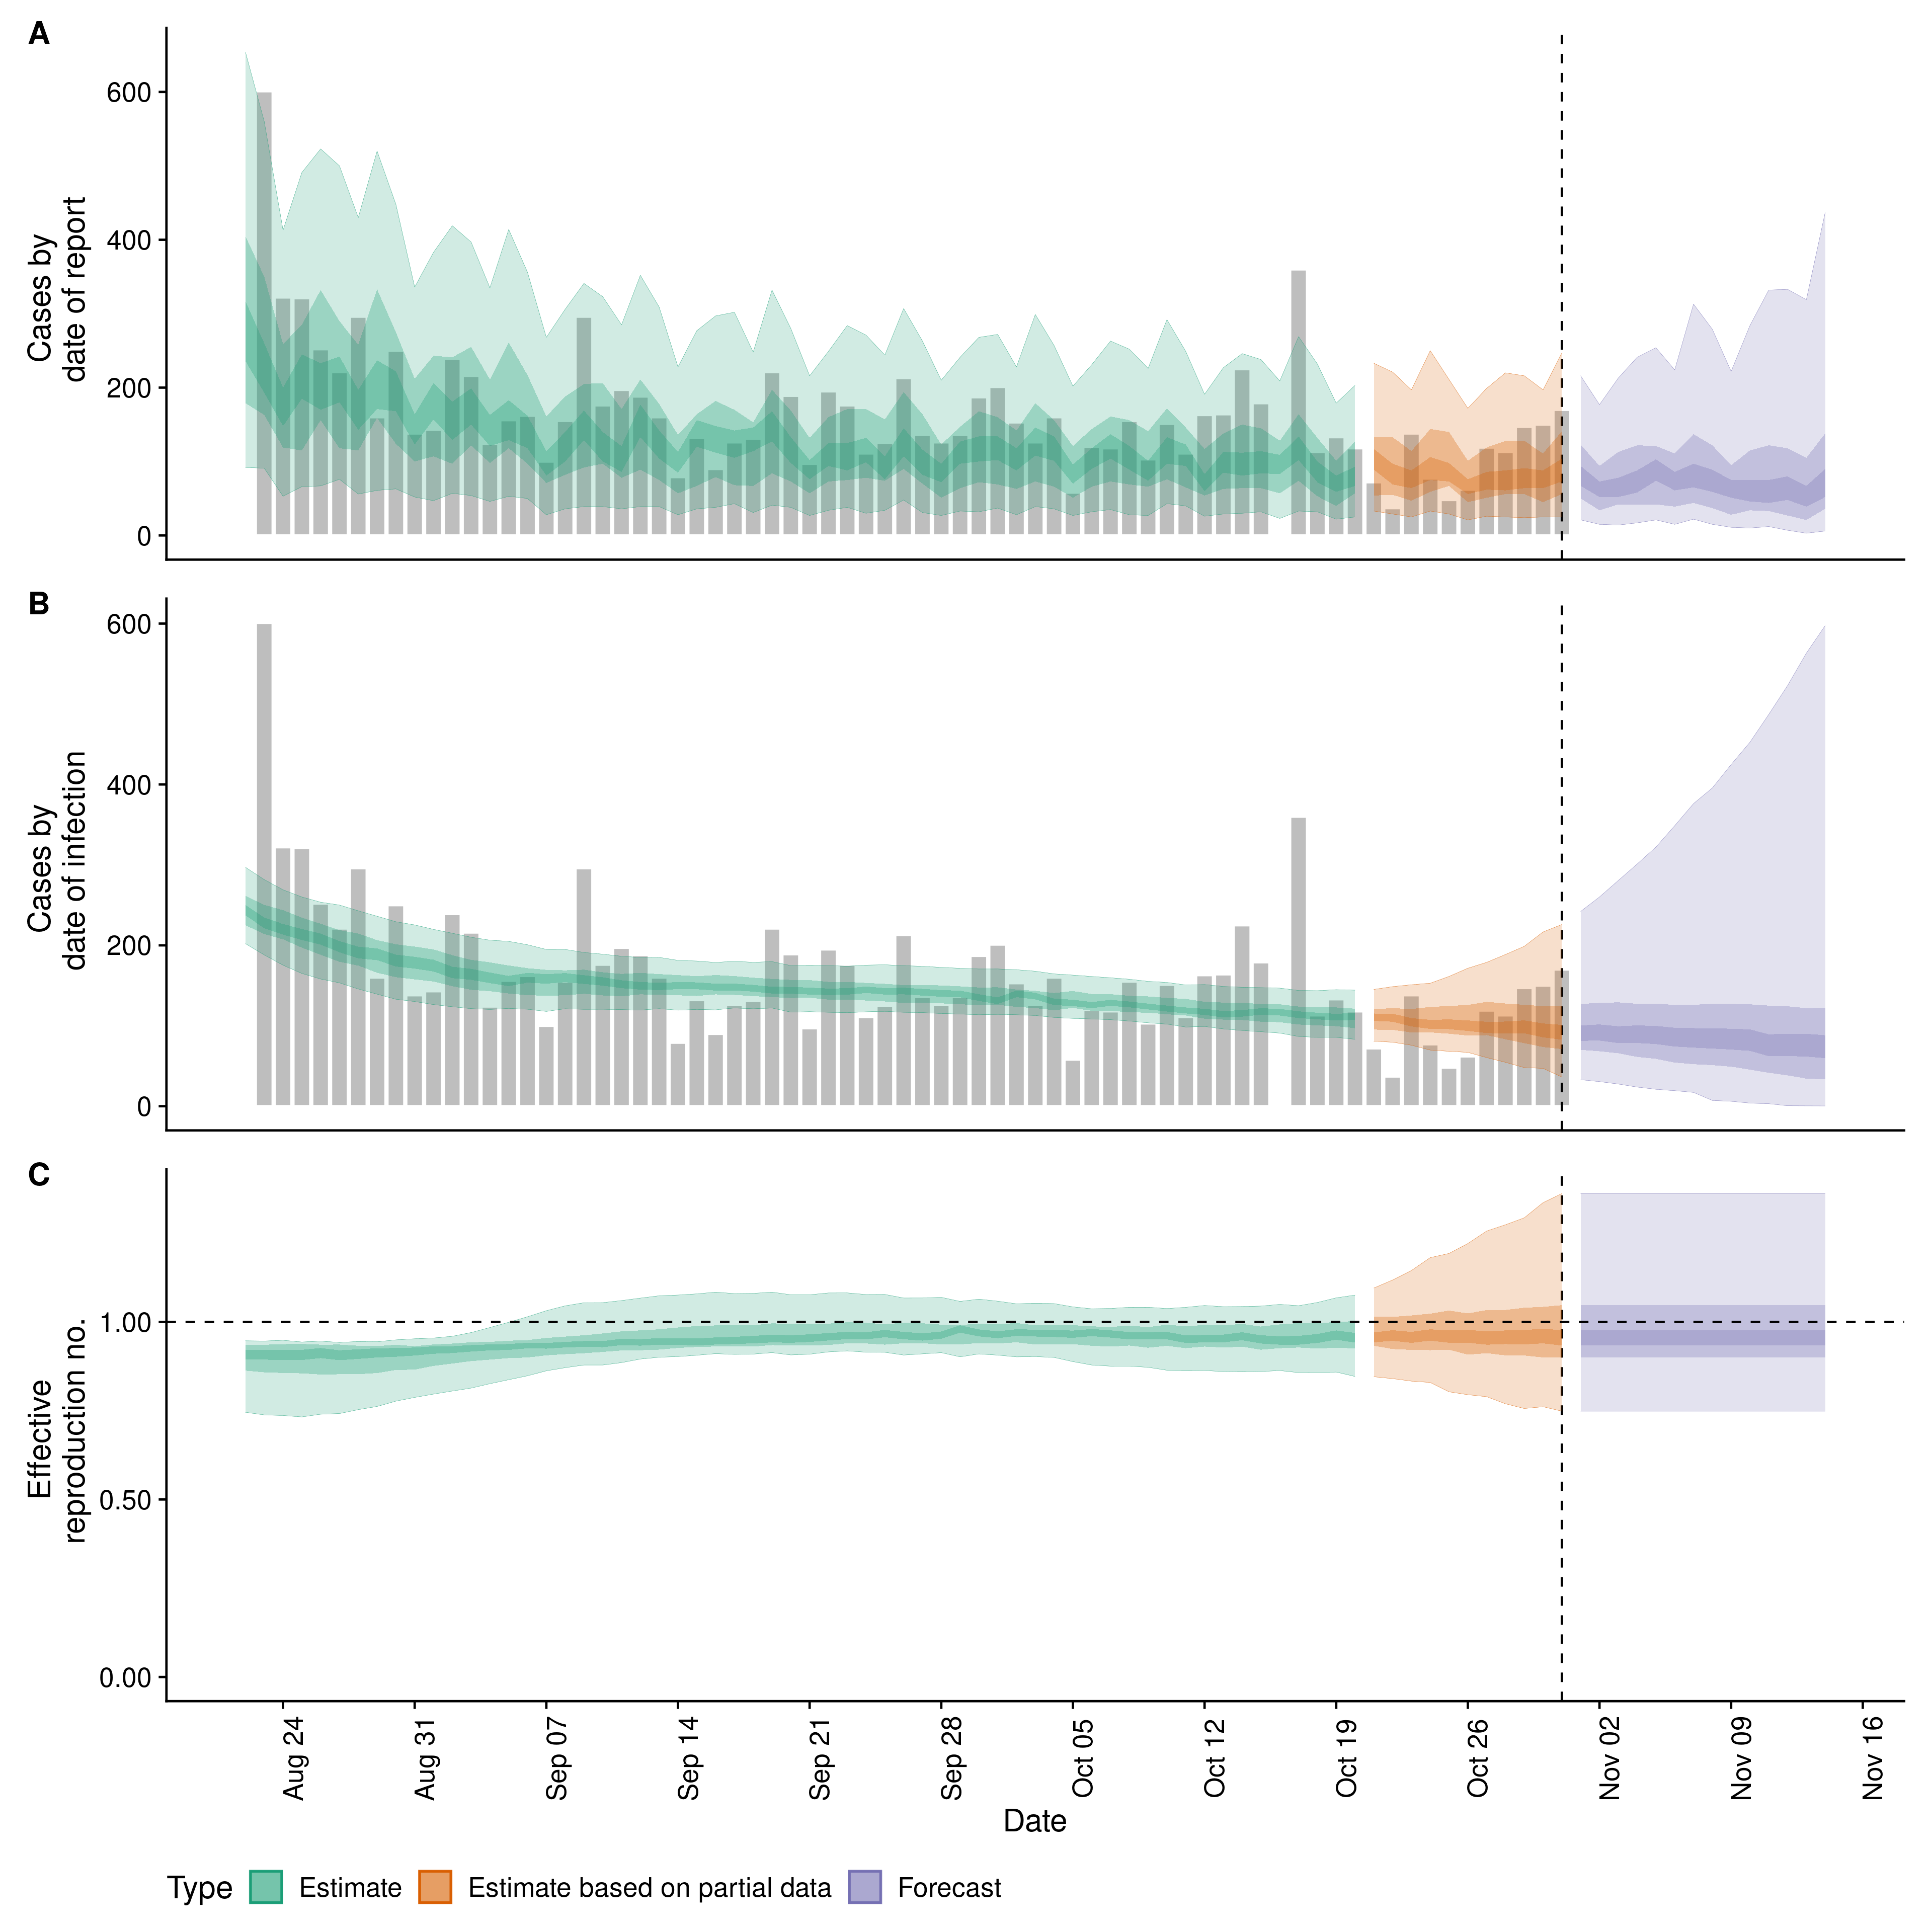 A
600
400
200
0
Cases by
date of report
B
600
400
200
0
Cases by
date of infection
C
1.00
0.50
0.00
Effective
reproduction no.
Aug 24
Aug 31
Sep 07
Sep 14
Sep 21
Sep 28
Oct 05
Oct 12
Oct 19
Oct 26
Nov 02
Nov 09
Nov 16
Date
Type Estimate Estimate based on partial data Forecast